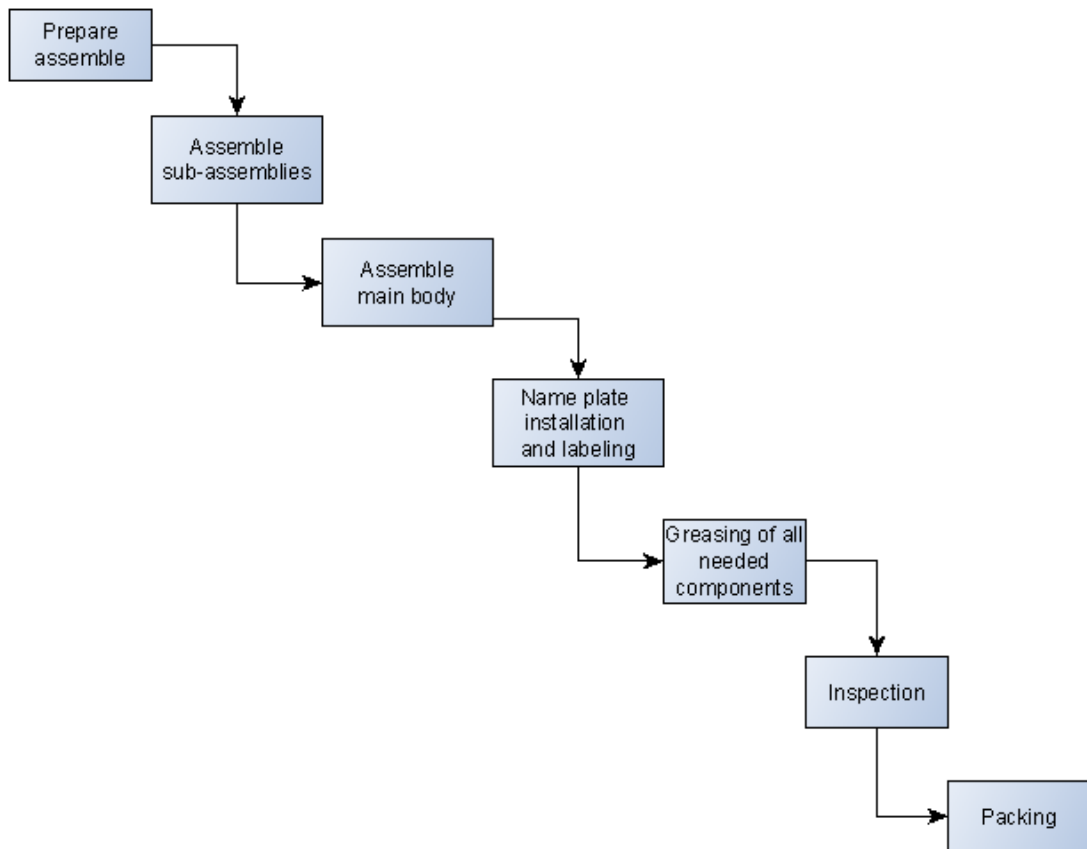 Prepare
assemble
Assemble
sub-assemblies
Assemble
main body
Name plate
installation
and labeling
Greasing of all
needed
components
Inspection
Packing